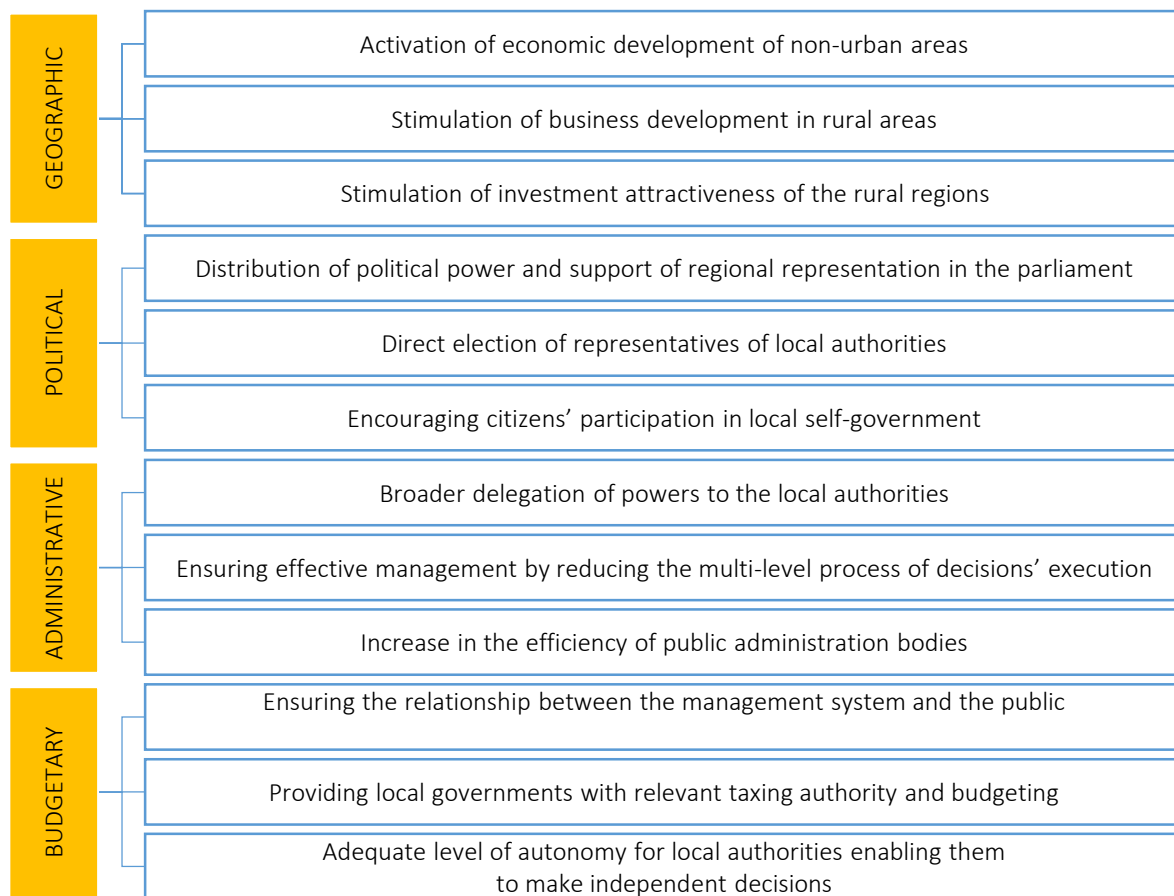 GEOGRAPHIC
Activation of economic development of non-urban areas
Stimulation of business development in rural areas
Stimulation of investment attractiveness of the rural regions
POLITICAL
Distribution of political power and support of regional representation in the parliament
Direct election of representatives of local authorities
Encouraging citizens’ participation in local self-government
ADMINISTRATIVE
Broader delegation of powers to the local authorities
Ensuring effective management by reducing the multi-level process of decisions’ execution
Increase in the efficiency of public administration bodies
BUDGETARY
Ensuring the relationship between the management system and the public
Providing local governments with relevant taxing authority and budgeting
Adequate level of autonomy for local authorities enabling them
to make independent decisions